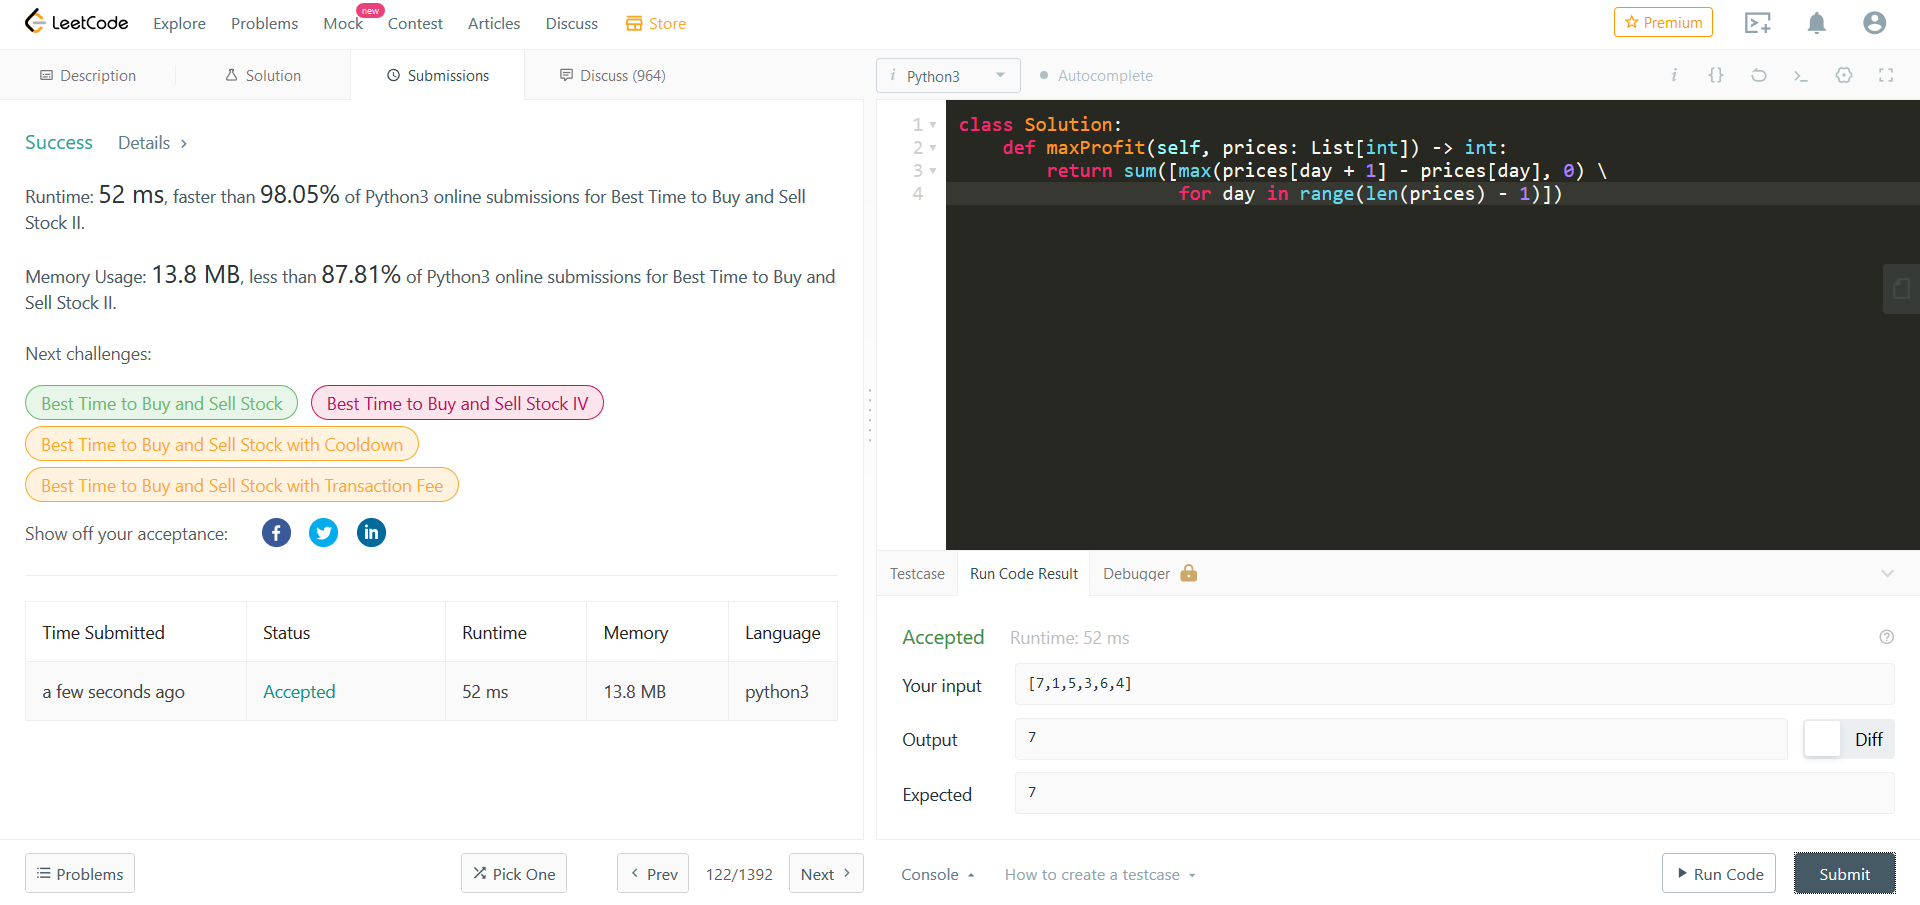 LeetCode Explore Problems Mock new Contest Articles Discuss Store Premium
Description Solution Submissions Discuss (964)
Success Details >
Runtime: 52 ms, faster than 98.05% of Python3 online submissions for Best Time to Buy and Sell
Stock II.
Memory Usage: 13.8 MB, less than 87.81% of Python3 online submissions for Best Time to Buy and
Sell Stock II.
Next challenges:
Best Time to Buy and Sell Stock Best Time to Buy and Sell Stock IV
Best Time to Buy and Sell Stock with Cooldown
Best Time to Buy and Sell Stock with Transaction Fee
Show off your acceptance:
Time Submitted Status Runtime Memory Language
a few seconds ago Accepted 52 ms 13.8 MB python3
Problems Pick One < Prev 122/1392 Next >
i Python3 Autocomplete i {}
1 class Solution:
2 def maxProfit(self, prices: List[int]) -> int:
3 return sum([max(prices[day + 1] - prices[day], 0) \
4 for day in range(len(prices) - 1)])
Testcase Run Code Result Debugger
Accepted Runtime: 52 ms
Your input [7,1,5,3,6,4]
Output 7 Diff
Expected 7
Console How to create a testcase Run Code Submit